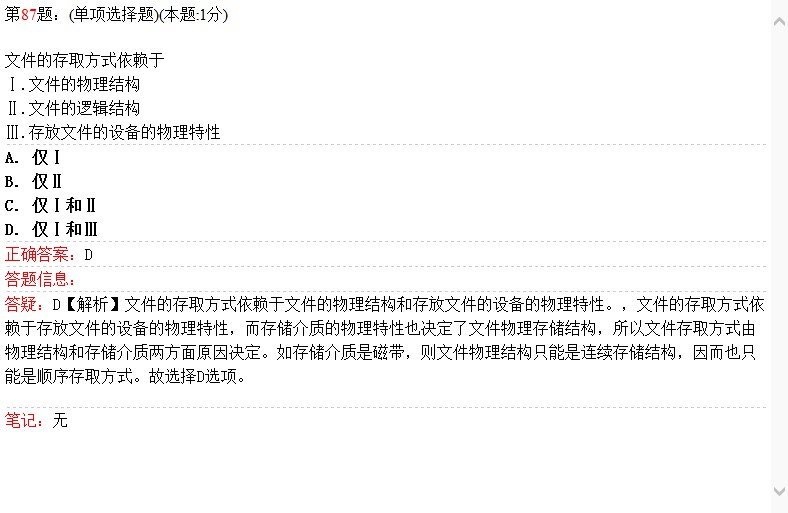 第87题：(单项选择题)(本题:1分)
文件的存取方式依赖于
Ⅰ.文件的物理结构
Ⅱ.文件的逻辑结构
Ⅲ.存放文件的设备的物理特性
A. 仅Ⅰ
B. 仅Ⅱ
C. 仅Ⅰ和Ⅱ
D. 仅Ⅰ和Ⅲ
正确答案：D
答题信息：
答疑：D【解析】文件的存取方式依赖于文件的物理结构和存放文件的设备的物理特性。，文件的存取方式依
赖于存放文件的设备的物理特性，而存储介质的物理特性也决定了文件物理存储结构，所以文件存取方式由
物理结构和存储介质两方面原因决定。如存储介质是磁带，则文件物理结构只能是连续存储结构，因而也只
能是顺序存取方式。故选择D选项。
笔记：无